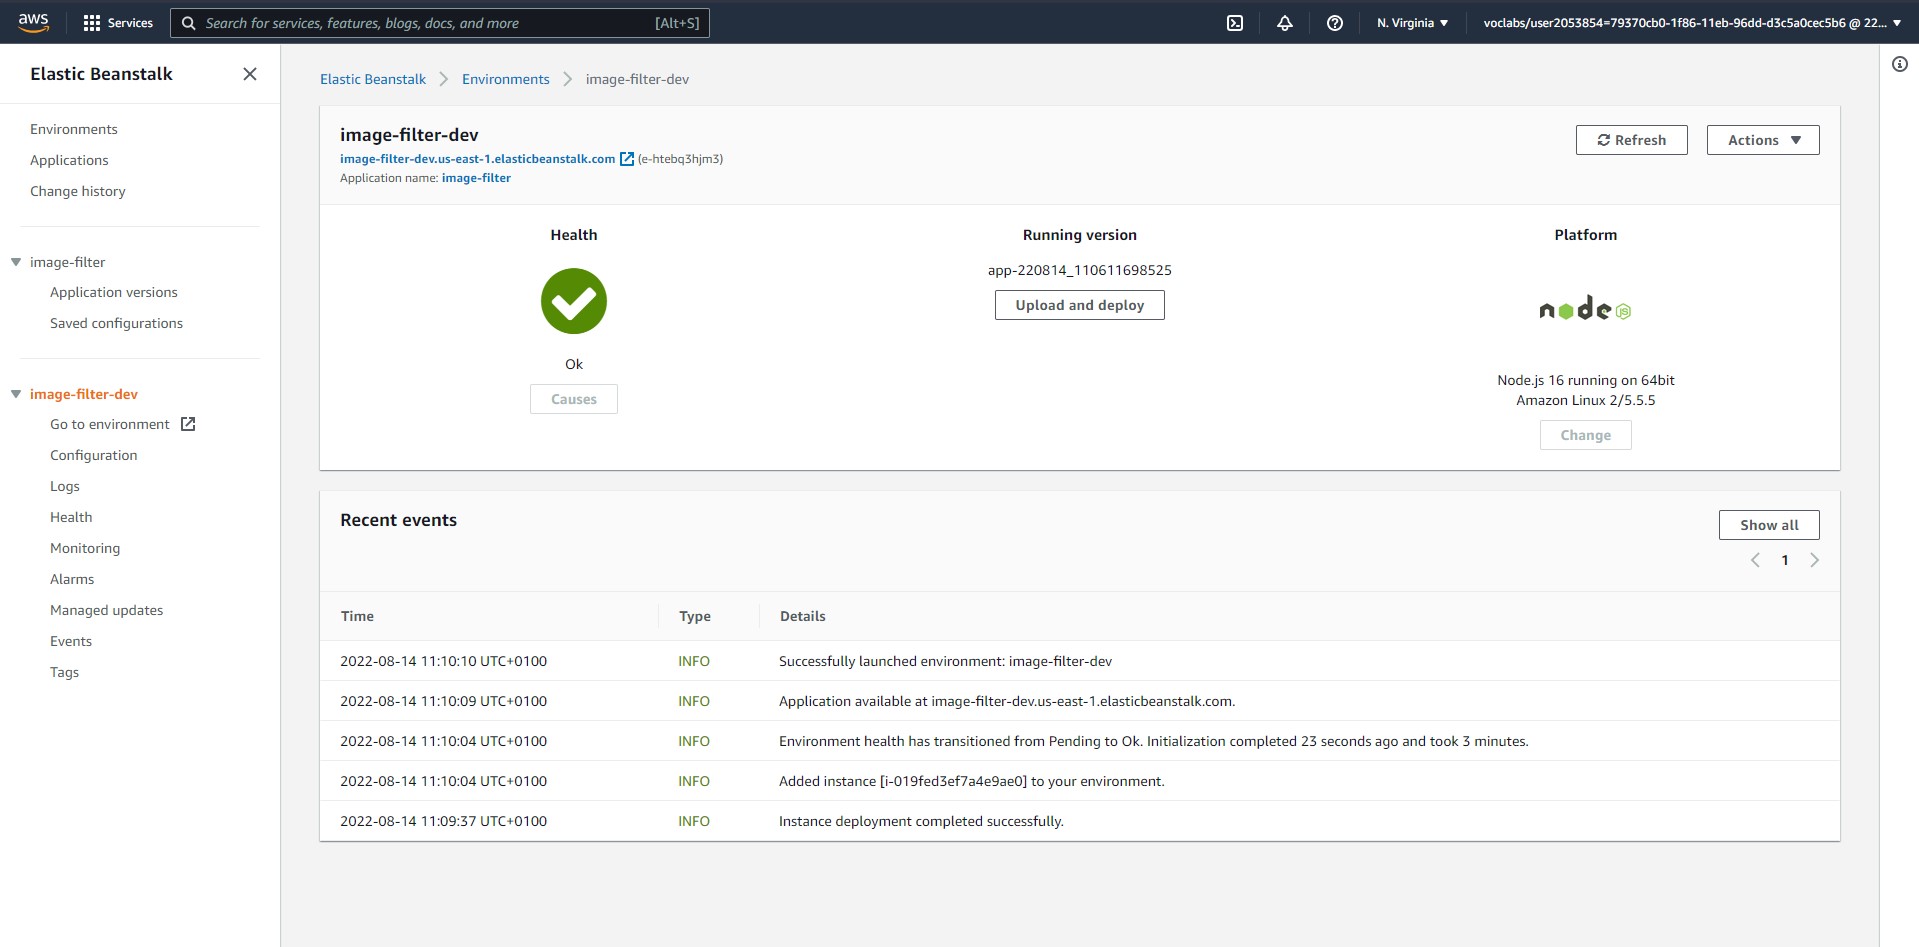 aws
Services
Search for services, features, blogs, docs, and more
[Alt+S]
N. Virginia
voclabs/user2053854=79370cb0-1f86-11eb-96dd-d3c5a0cec5b6 @ 22...
Elastic Beanstalk
Environments
Applications
Change history
image-filter
Application versions
Saved configurations
image-filter-dev
Go to environment
Configuration
Logs
Health
Monitoring
Alarms
Managed updates
Events
Tags
Elastic Beanstalk
Environments
image-filter-dev
image-filter-dev
image-filter-dev.us-east-1.elasticbeanstalk.com (e-htebq3hjm3)
Application name: image-filter
Refresh
Actions
Health
Ok
Causes
Running version
app-220814_110611698525
Upload and deploy
Platform
node JS
Node.js 16 running on 64bit
Amazon Linux 2/5.5.5
Change
Recent events
Show all
1
Time Type Details
2022-08-14 11:10:10 UTC+0100 INFO Successfully launched environment: image-filter-dev
2022-08-14 11:10:09 UTC+0100 INFO Application available at image-filter-dev.us-east-1.elasticbeanstalk.com.
2022-08-14 11:10:04 UTC+0100 INFO Environment health has transitioned from Pending to Ok. Initialization completed 23 seconds ago and took 3 minutes.
2022-08-14 11:10:04 UTC+0100 INFO Added instance [i-019fed3ef7a4e9ae0] to your environment.
2022-08-14 11:09:37 UTC+0100 INFO Instance deployment completed successfully.